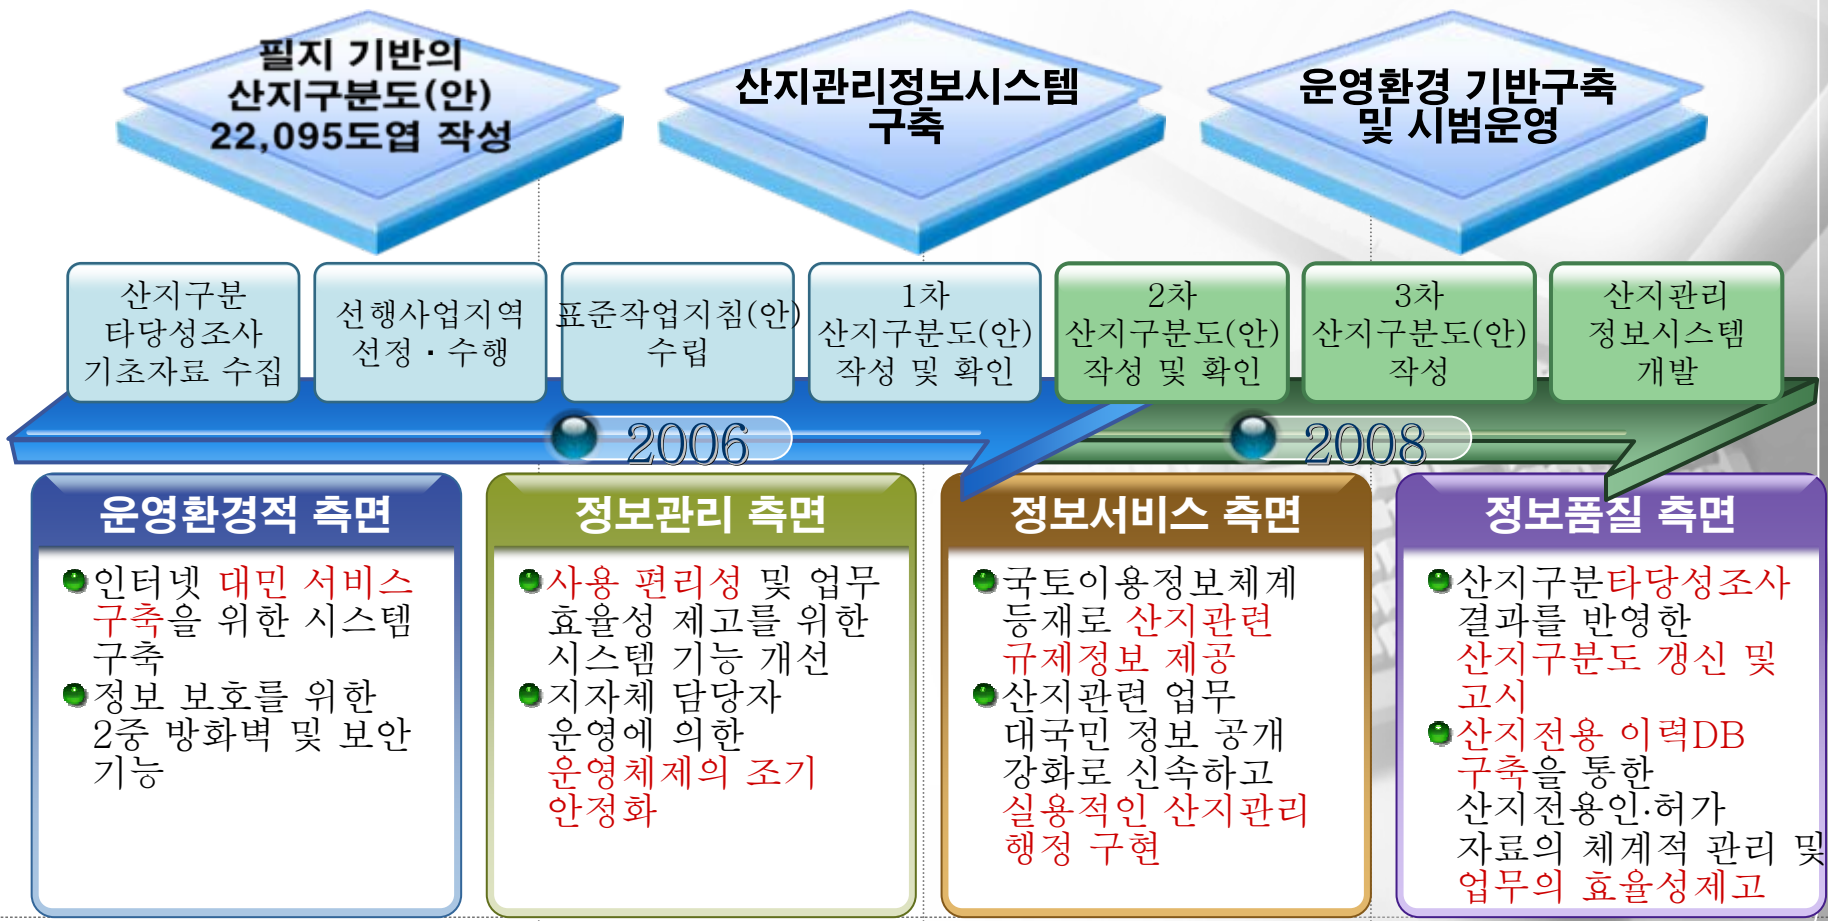 필지 기반의
산지구분도(안)
22,095도엽 작성
산지관리정보시스템
구축
운영환경 기반구축
및 시범운영
산지구분
타당성조사
기초자료 수집
선행사업지역
선정 · 수행
표준작업지침(안)
수립
1차
산지구분도(안)
작성 및 확인
2차
산지구분도(안)
작성 및 확인
3차
산지구분도(안)
작성
산지관리
정보시스템
개발
2006
2008
운영환경적 측면
인터넷 대민 서비스
구축을 위한 시스템
구축
정보 보호를 위한
2중 방화벽 및 보안
기능
정보관리 측면
사용 편리성 및 업무
효율성 제고를 위한
시스템 기능 개선
지자체 담당자
운영에 의한
운영체제의 조기
안정화
정보서비스 측면
국토이용정보체계
등재로 산지관련
규제정보 제공
산지관련 업무
대국민 정보 공개
강화로 신속하고
실용적인 산지관리
행정 구현
정보품질 측면
산지구분타당성조사
결과를 반영한
산지구분도 갱신 및
고시
산지전용 이력DB
구축을 통한
산지전용인·허가
자료의 체계적 관리 및
업무의 효율성제고